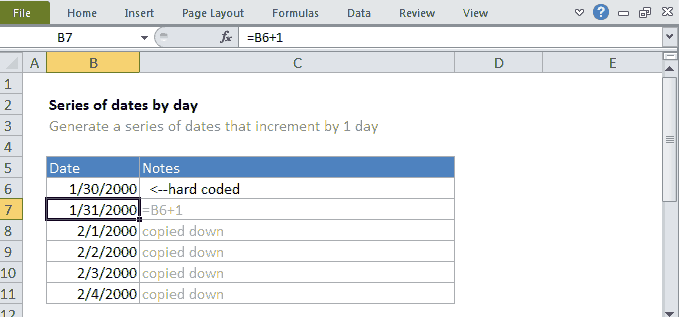 File Home Insert Page Layout Formulas Data Review View ?
B7 fx =B6+1
A B C D E
1
2 Series of dates by day
3 Generate a series of dates that increment by 1 day
4
5 Date Notes
6 1/30/2000 <--hard coded
7 1/31/2000 =B6+1
8 2/1/2000 copied down
9 2/2/2000 copied down
10 2/3/2000 copied down
11 2/4/2000 copied down
12